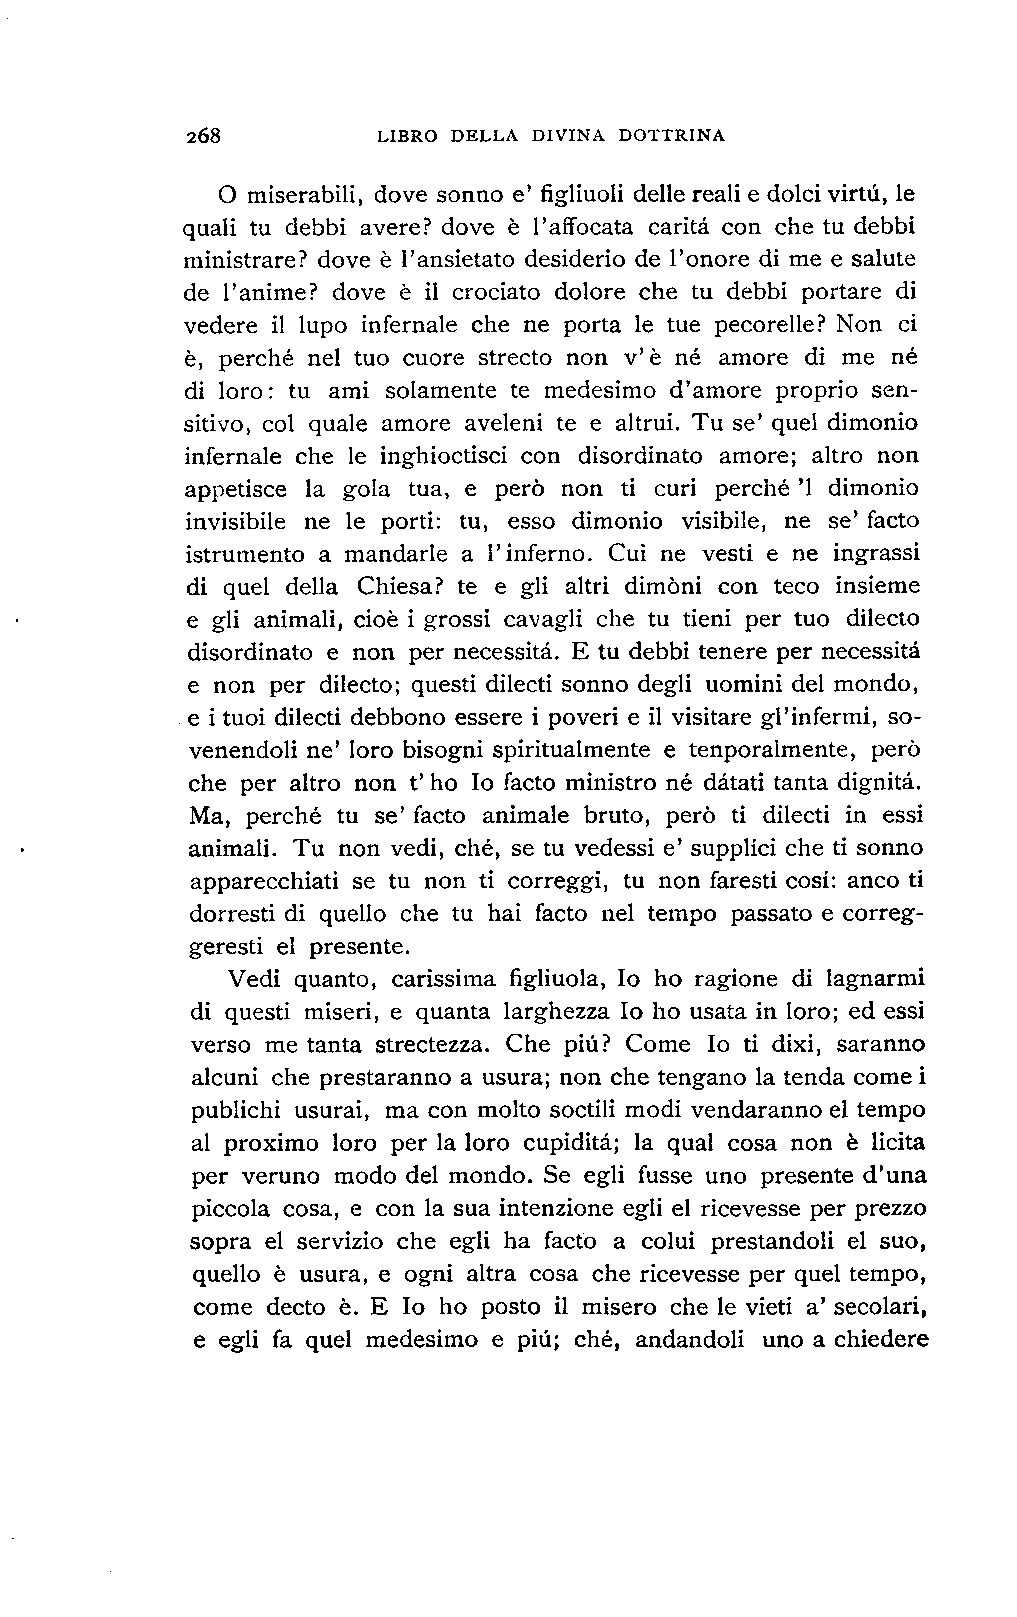 268 LIBRO DELLA DIVINA DOTTRINA
O miserabili, dove sonno e' figliuoli delle reali e dolci virtú, le
quali tu debbi avere? dove è l'affocata caritá con che tu debbi
ministrare? dove è l'ansietato desiderio de l'onore di me e salute
de l'anime? dove è il crociato dolore che tu debbi portare di
vedere il lupo infernale che ne porta le tue pecorelle? Non ci
è, perché nel tuo cuore strecto non v'è né amore di me né
di loro: tu ami solamente te medesimo d'amore proprio sen-
sitivo, col quale amore aveleni te e altrui. Tu se' quel dimonio
infernale che le inghioctisci con disordinato amore; altro non
appetisce la gola tua, e però non ti curi perché 'l dimonio
invisibile ne le porti: tu, esso dimonio visibile, ne se' facto
istrumento a mandarle a l'inferno. Cui ne vesti e ne ingrassi
di quel della Chiesa? te e gli altri dimòni con teco insieme
e gli animali, cioè i grossi cavagli che tu tieni per tuo dilecto
disordinato e non per necessitá. E tu debbi tenere per necessitá
e non per dilecto; questi dilecti sonno degli uomini del mondo,
e i tuoi dilecti debbono essere i poveri e il visitare gl'infermi, so-
venendoli ne' loro bisogni spiritualmente e tenporalmente, però
che per altro non t'ho Io facto ministro né dátati tanta dignitá.
Ma, perché tu se' facto animale bruto, però ti dilecti in essi
animali. Tu non vedi, ché, se tu vedessi e' supplici che ti sonno
apparecchiati se tu non ti correggi, tu non faresti cosí: anco ti
dorresti di quello che tu hai facto nel tempo passato e correg-
geresti el presente.
Vedi quanto, carissima figliuola, Io ho ragione di lagnarmi
di questi miseri, e quanta larghezza Io ho usata in loro; ed essi
verso me tanta strectezza. Che piú? Come Io ti dixi, saranno
alcuni che prestaranno a usura; non che tengano la tenda come i
publichi usurai, ma con molto soctili modi vendaranno el tempo
al proximo loro per la loro cupiditá; la qual cosa non è licita
per veruno modo del mondo. Se egli fusse uno presente d'una
piccola cosa, e con la sua intenzione egli el ricevesse per prezzo
sopra el servizio che egli ha facto a colui prestandoli el suo,
quello è usura, e ogni altra cosa che ricevesse per quel tempo,
come decto è. E Io ho posto il misero che le vieti a' secolari,
e egli fa quel medesimo e piú; ché, andandoli uno a chiedere